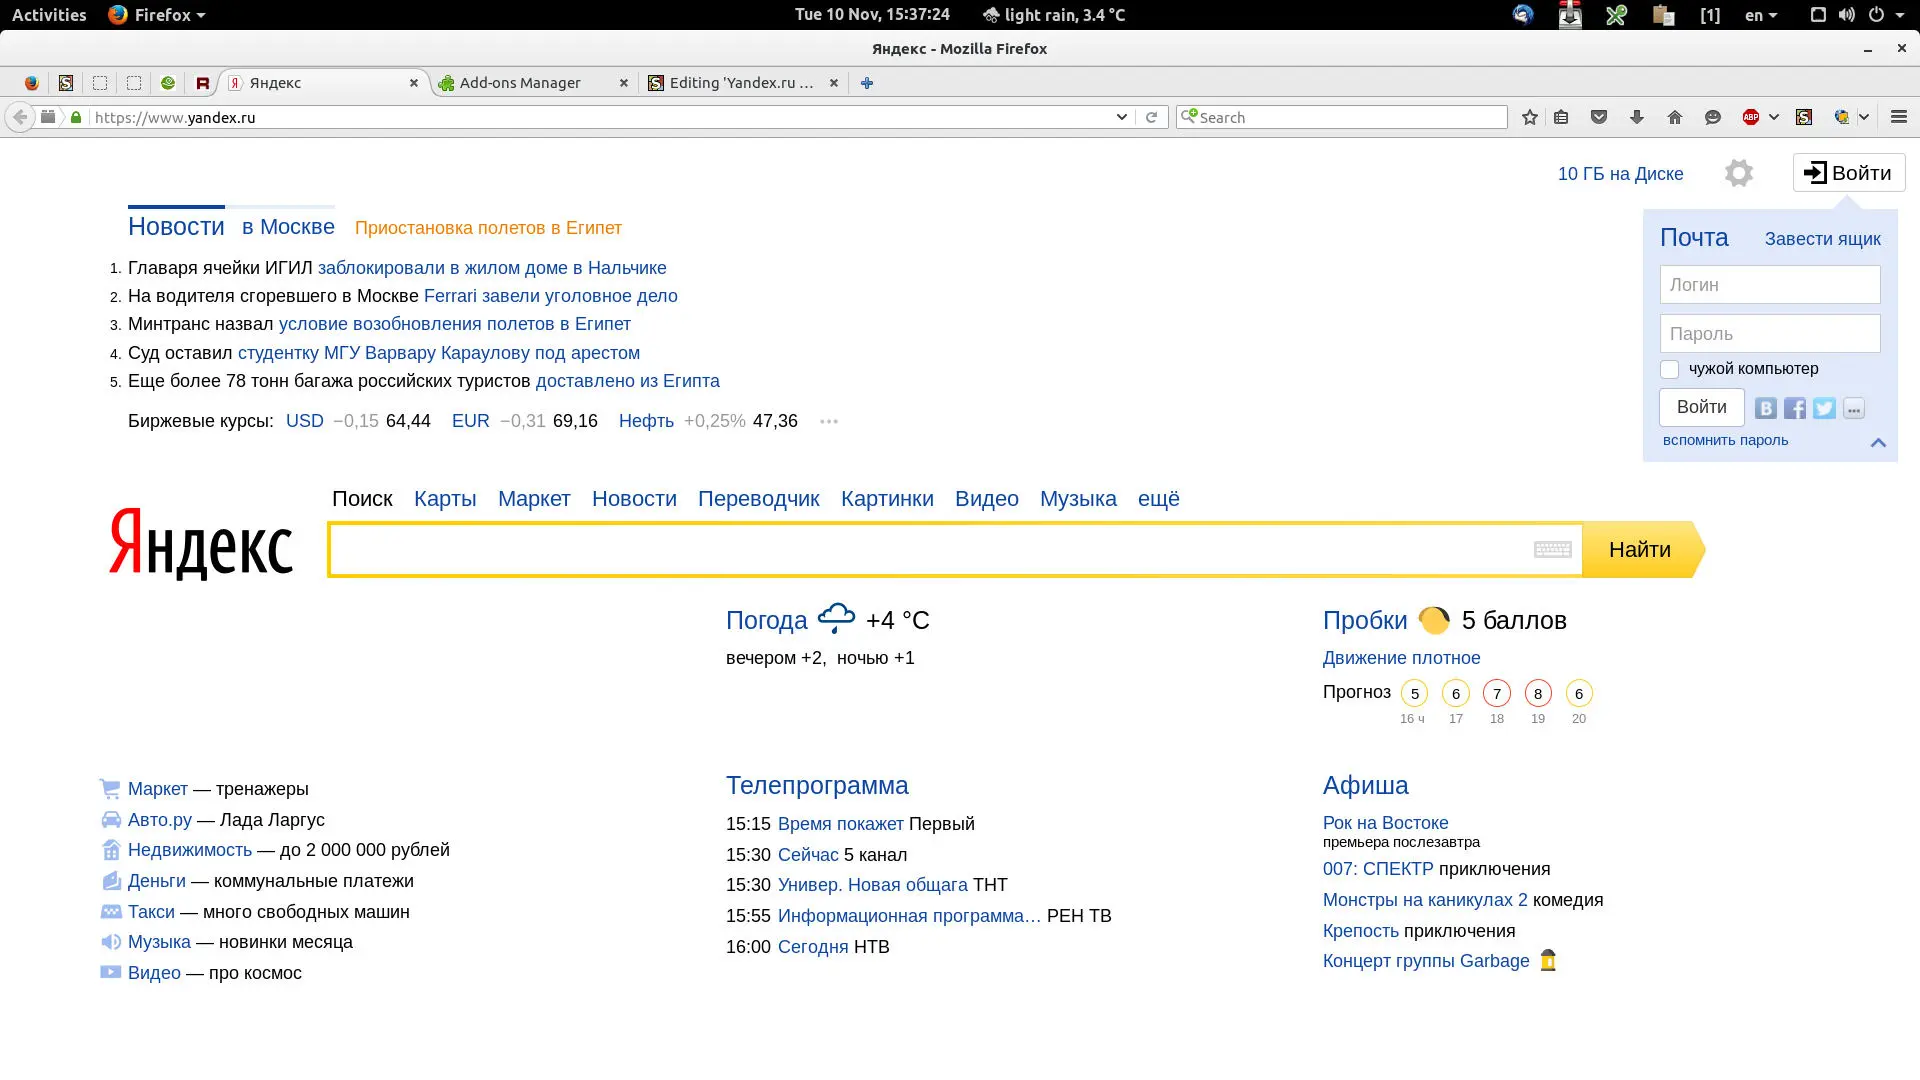 Activities Firefox Tue 10 Nov, 15:37:24 light rain, 3.4 °C [1] en
Яндекс - Mozilla Firefox
Яндекс Add-ons Manager Editing 'Yandex.ru ...
https://www.yandex.ru Search ABP
10 ГБ на Диске Войти
Новости в Москве Приостановка полетов в Египет
1. Главаря ячейки ИГИЛ заблокировали в жилом доме в Нальчике
2. На водителя сгоревшего в Москве Ferrari завели уголовное дело
3. Минтранс назвал условие возобновления полетов в Египет
4. Суд оставил студентку МГУ Варвару Караулову под арестом
5. Еще более 78 тонн багажа российских туристов доставлено из Египта
Биржевые курсы: USD −0,15 64,44 EUR −0,31 69,16 Нефть +0,25% 47,36
Почта Завести ящик
Логин
Пароль
чужой компьютер
Войти
вспомнить пароль
Поиск Карты Маркет Новости Переводчик Картинки Видео Музыка ещё
Яндекс Найти
Погода +4 °C
вечером +2, ночью +1
Пробки 5 баллов
Движение плотное
Прогноз 5 6 7 8 6
16 ч 17 18 19 20
Маркет — тренажеры
Авто.ру — Лада Ларгус
Недвижимость — до 2 000 000 рублей
Деньги — коммунальные платежи
Такси — много свободных машин
Музыка — новинки месяца
Видео — про космос
Телепрограмма
15:15 Время покажет Первый
15:30 Сейчас 5 канал
15:30 Универ. Новая общага ТНТ
15:55 Информационная программа… РЕН ТВ
16:00 Сегодня НТВ
Афиша
Рок на Востоке
премьера послезавтра
007: СПЕКТР приключения
Монстры на каникулах 2 комедия
Крепость приключения
Концерт группы Garbage